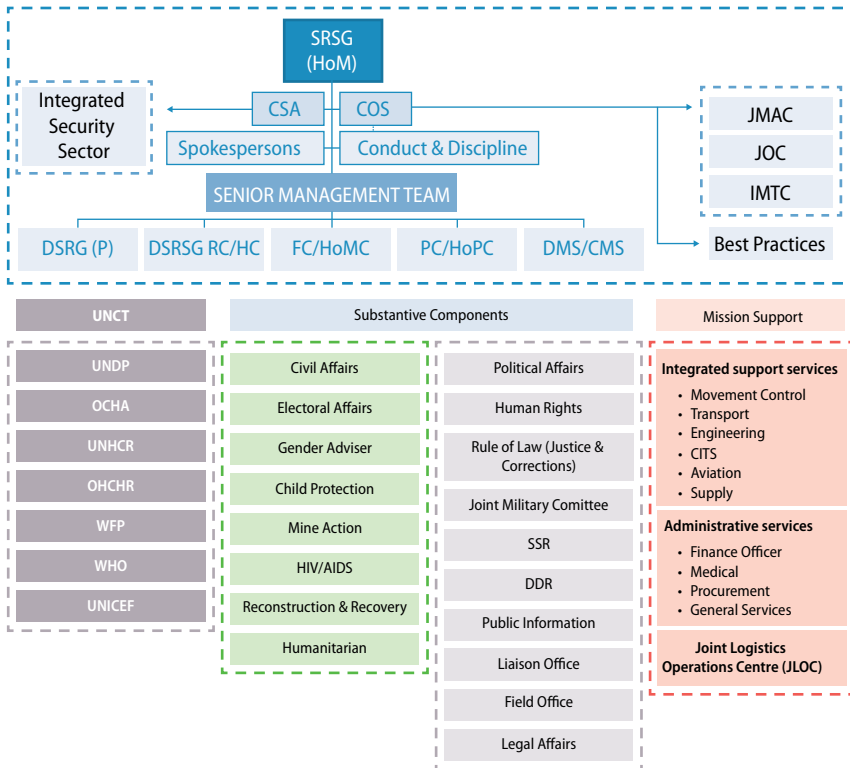 SRSG
(HoM)
Integrated
Security
Sector
CSA
COS
JMAC
JOC
IMTC
Spokespersons
Conduct & Discipline
SENIOR MANAGEMENT TEAM
DSRG (P)
DSRSG RC/HC
FC/HoMC
PC/HoPC
DMS/CMS
Best Practices
UNCT
UNDP
OCHA
UNHCR
OHCHR
WFP
WHO
UNICEF
Substantive Components
Civil Affairs
Electoral Affairs
Gender Adviser
Child Protection
Mine Action
HIV/AIDS
Reconstruction & Recovery
Humanitarian
Political Affairs
Human Rights
Rule of Law (Justice &
Corrections)
Joint Military Comittee
SSR
DDR
Public Information
Liaison Office
Field Office
Legal Affairs
Mission Support
Integrated support services
• Movement Control
• Transport
• Engineering
• CITS
• Aviation
• Supply
Administrative services
• Finance Officer
• Medical
• Procurement
• General Services
Joint Logistics
Operations Centre (JLOC)